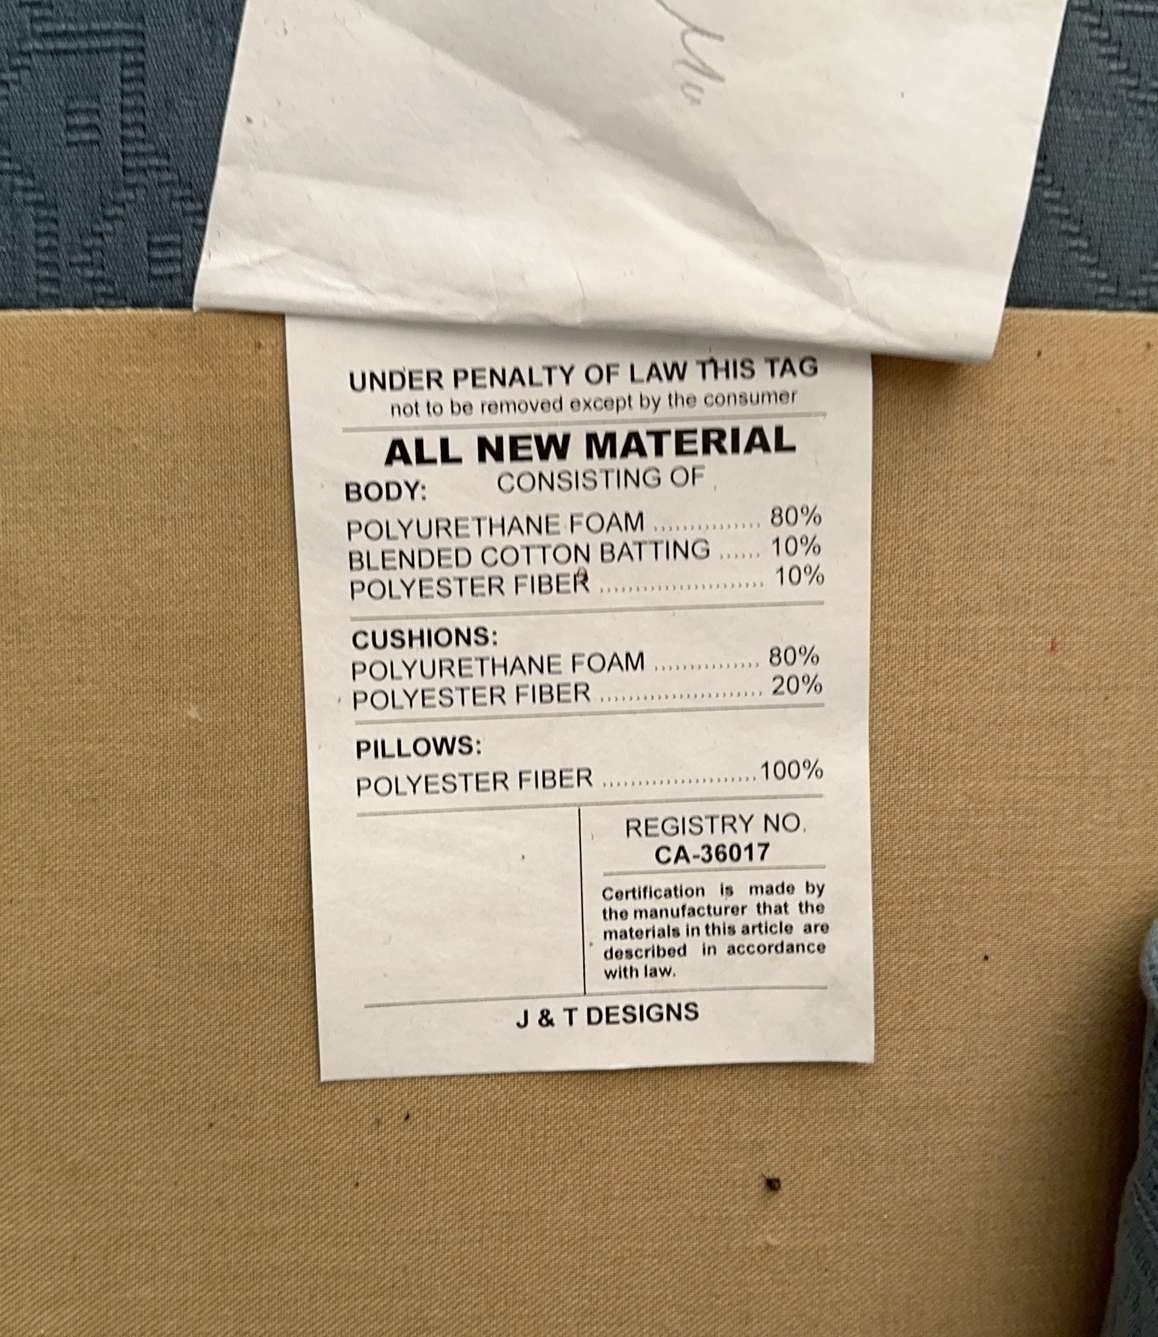 UNDER PENALTY OF LAW THIS TAG
not to be removed except by the consumer
ALL NEW MATERIAL
BODY: CONSISTING OF
POLYURETHANE FOAM ............... 80%
BLENDED COTTON BATTING ...... 10%
POLYESTER FIBER ....................... 10%
CUSHIONS:
POLYURETHANE FOAM ............... 80%
POLYESTER FIBER ....................... 20%
PILLOWS:
POLYESTER FIBER ......................100%
REGISTRY NO.
CA-36017
Certification is made by
the manufacturer that the
materials in this article are
described in accordance
with law.
J & T DESIGNS